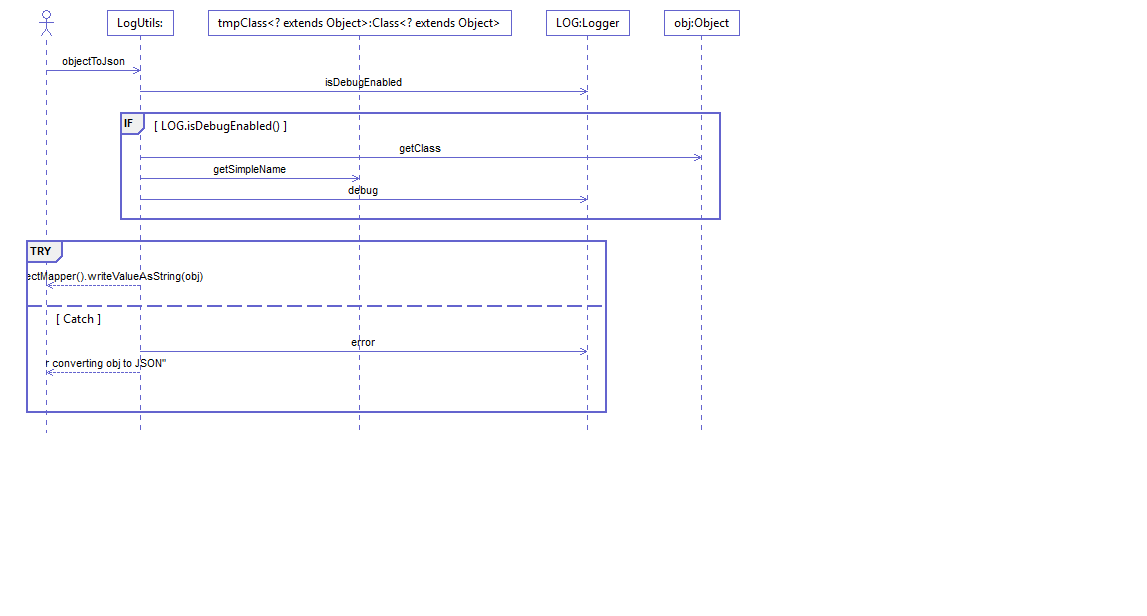 LogUtils:
tmpClass<? extends Object>:Class<? extends Object>
LOG:Logger
obj:Object
objectToJson
isDebugEnabled
IF
[ LOG.isDebugEnabled() ]
getClass
getSimpleName
debug
TRY
ectMapper().writeValueAsString(obj)
[ Catch ]
error
r converting obj to JSON"